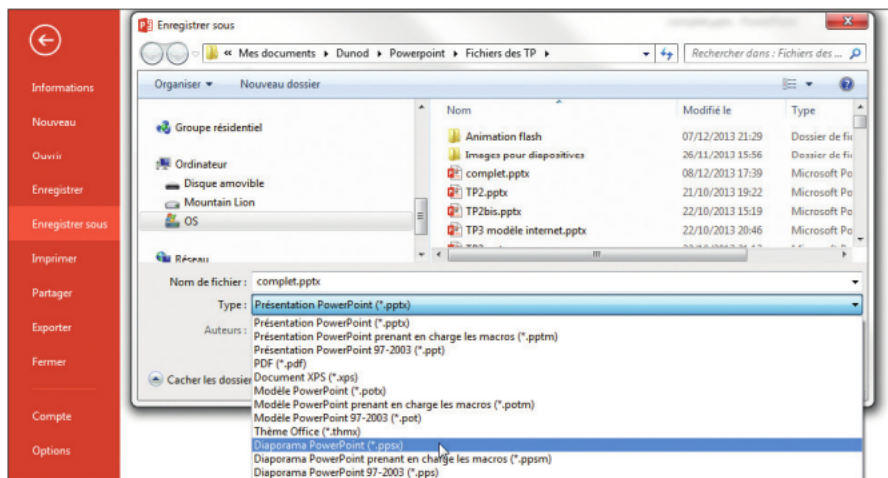 Enregistrer sous
« Mes documents ▸ Dunod ▸ Powerpoint ▸ Fichiers des TP ▸
Rechercher dans : Fichiers des ...
Organiser ▾ Nouveau dossier
Informations
Nouveau
Ouvrir
Enregistrer
Enregistrer sous
Imprimer
Partager
Exporter
Fermer
Compte
Options
Groupe résidentiel
Ordinateur
Disque amovible
Mountain Lion
OS
Réseau
Nom Modifié le Type
Animation flash 07/12/2013 21:29 Dossier de fic
Images pour diapositives 26/11/2013 15:56 Dossier de fic
complet.pptx 08/12/2013 17:39 Microsoft Po
TP2.pptx 21/10/2013 19:22 Microsoft Po
TP2bis.pptx 22/10/2013 15:19 Microsoft Po
TP3 modèle internet.pptx 22/10/2013 20:46 Microsoft Po
Nom de fichier : complet.pptx
Type : Présentation PowerPoint (*.pptx)
Auteurs :
Cacher les dossier
Présentation PowerPoint (*.pptx)
Présentation PowerPoint prenant en charge les macros (*.pptm)
Présentation PowerPoint 97-2003 (*.ppt)
PDF (*.pdf)
Document XPS (*.xps)
Modèle PowerPoint (*.potx)
Modèle PowerPoint prenant en charge les macros (*.potm)
Modèle PowerPoint 97-2003 (*.pot)
Thème Office (*.thmx)
Diaporama PowerPoint (*.ppsx)
Diaporama PowerPoint prenant en charge les macros (*.ppsm)
Diaporama PowerPoint 97-2003 (*.pps)